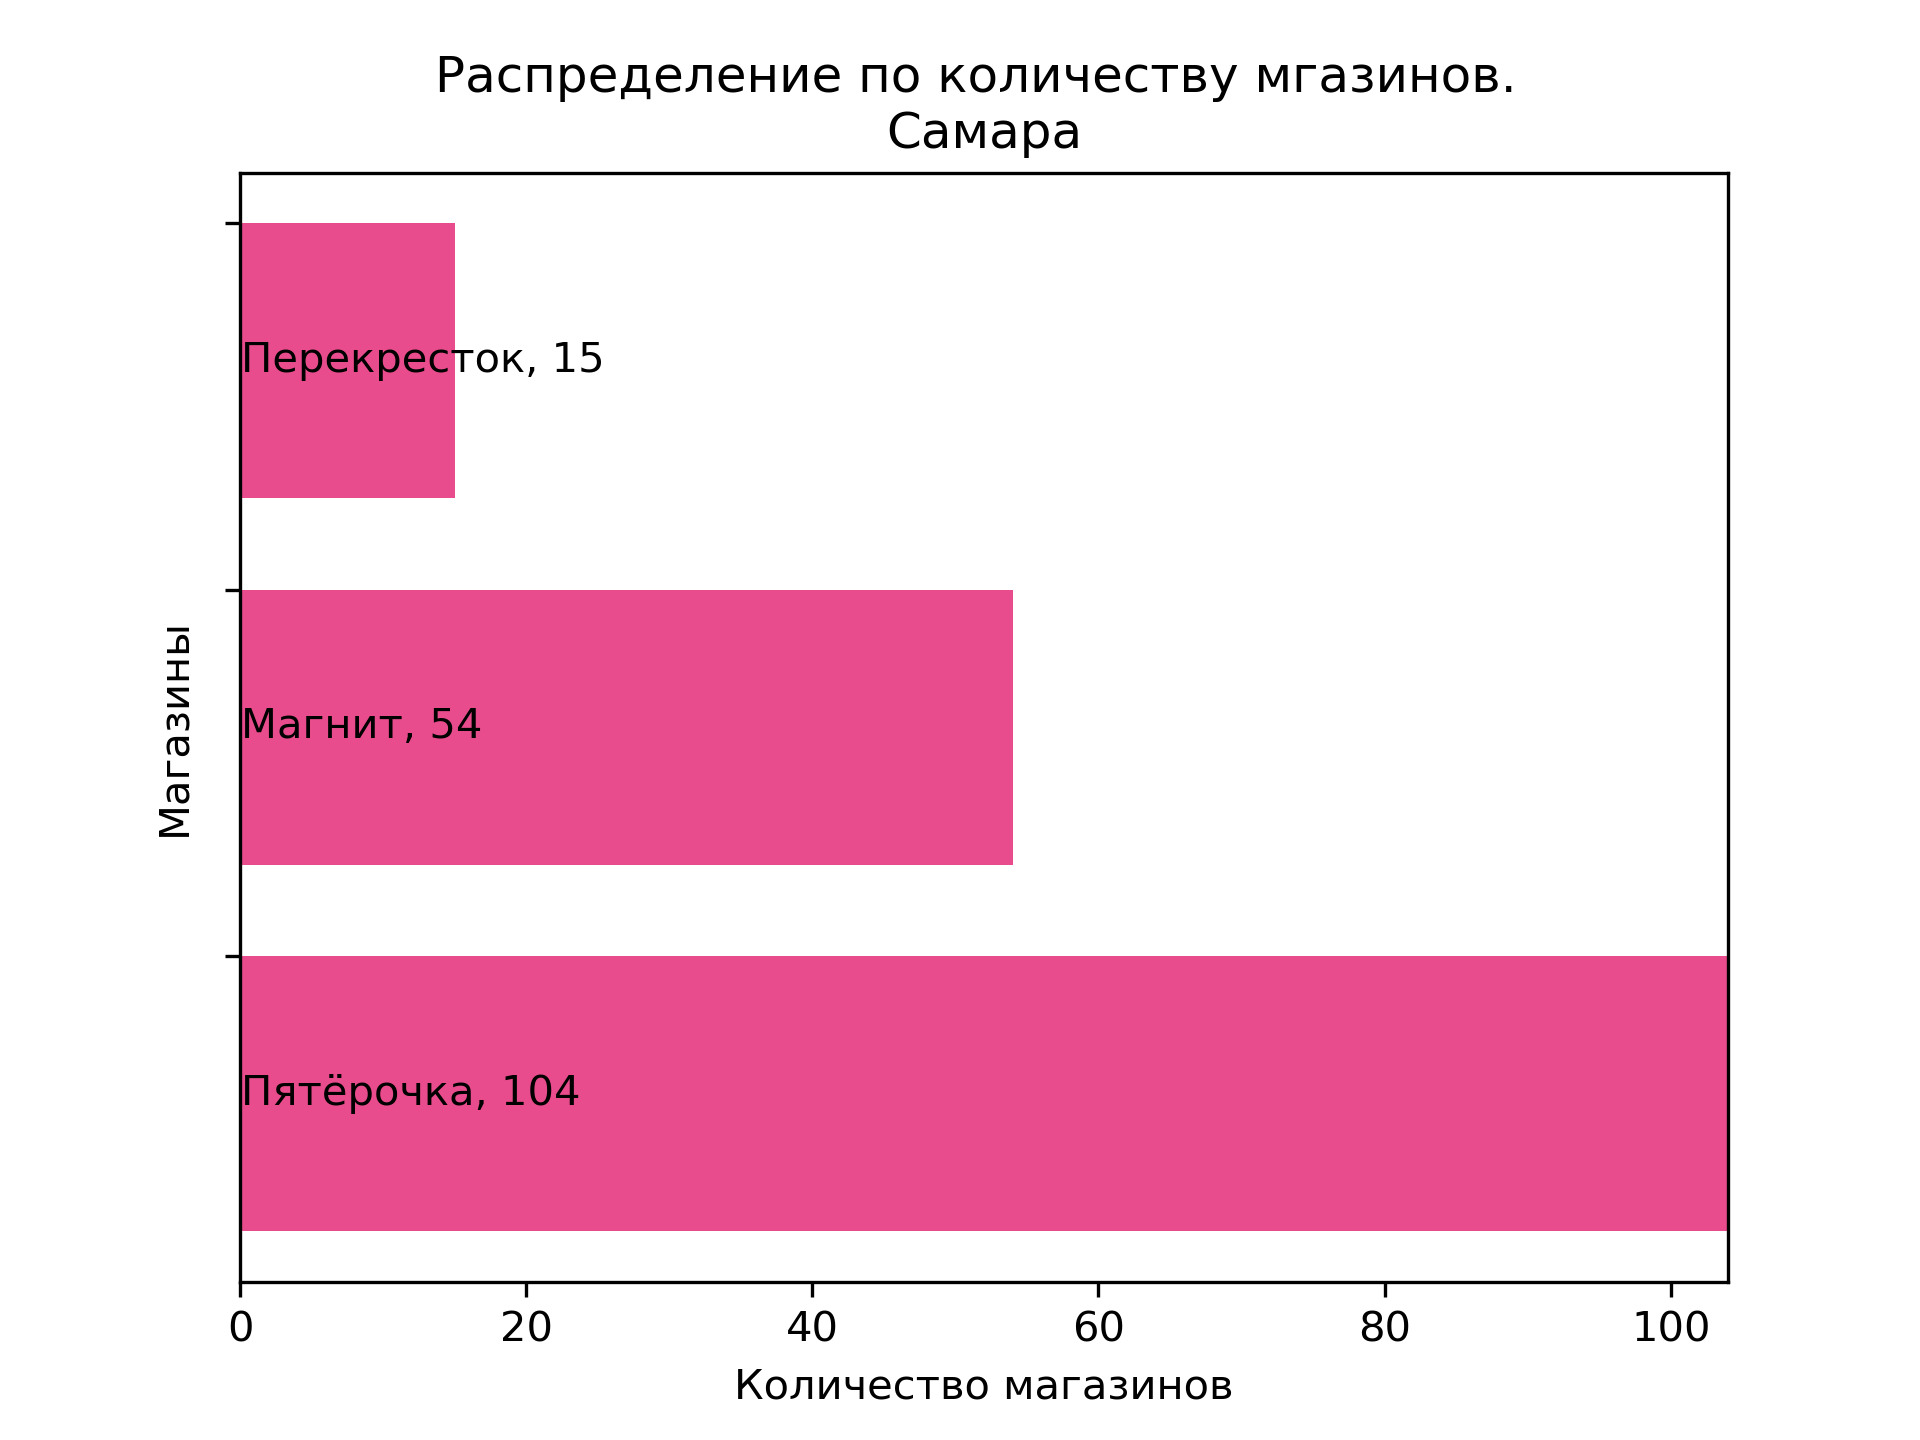 Распределение по количеству мгазинов.
Самара
Перекресток, 15
Магнит, 54
Пятёрочка, 104
Магазины
0 20 40 60 80 100
Количество магазинов